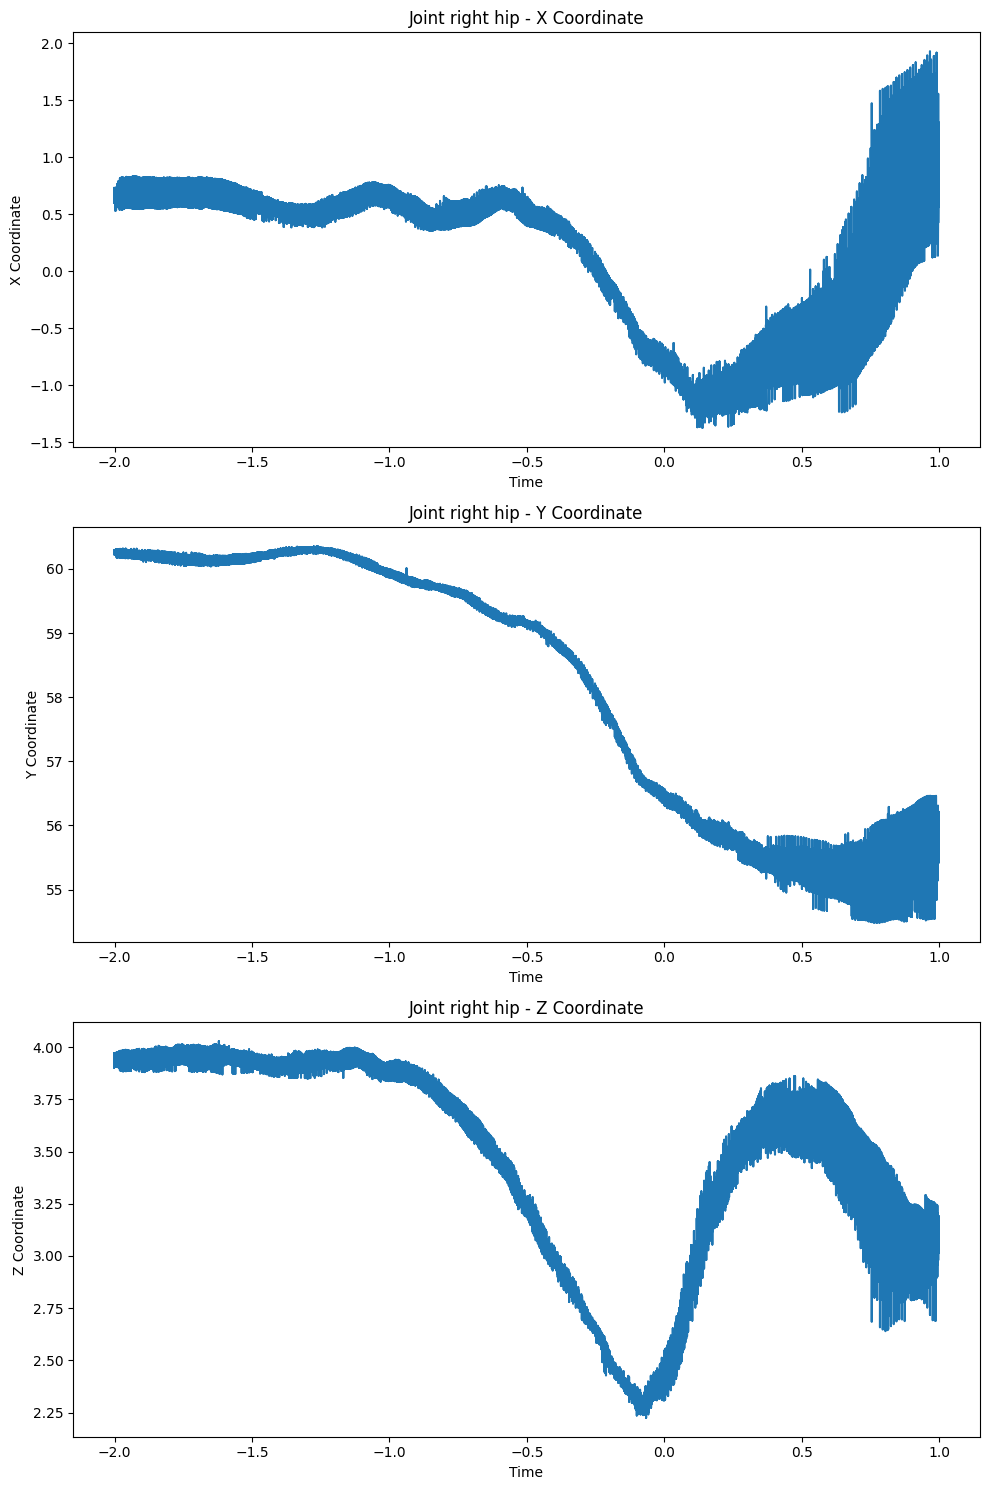 Joint right hip - X Coordinate
2.0
1.5
1.0
0.5
0.0
−0.5
−1.0
−1.5
X Coordinate
−2.0 −1.5 −1.0 −0.5 0.0 0.5 1.0
Time
Joint right hip - Y Coordinate
60
59
58
57
56
55
Y Coordinate
−2.0 −1.5 −1.0 −0.5 0.0 0.5 1.0
Time
Joint right hip - Z Coordinate
4.00
3.75
3.50
3.25
3.00
2.75
2.50
2.25
Z Coordinate
−2.0 −1.5 −1.0 −0.5 0.0 0.5 1.0
Time